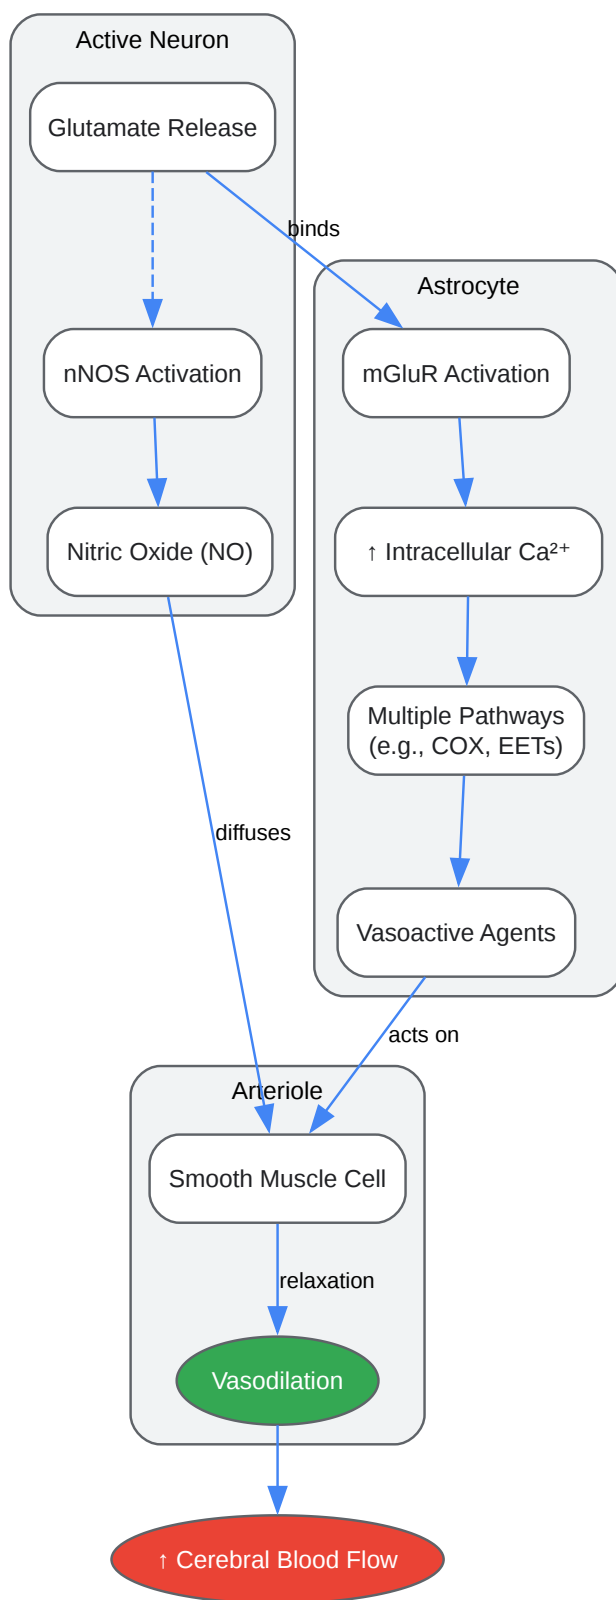 Active Neuron
Glutamate Release
binds
Astrocyte
nNOS Activation
mGluR Activation
Nitric Oxide (NO)
↑ Intracellular Ca²⁺
Multiple Pathways
(e.g., COX, EETs)
diffuses
Vasoactive Agents
acts on
Arteriole
Smooth Muscle Cell
relaxation
Vasodilation
↑ Cerebral Blood Flow